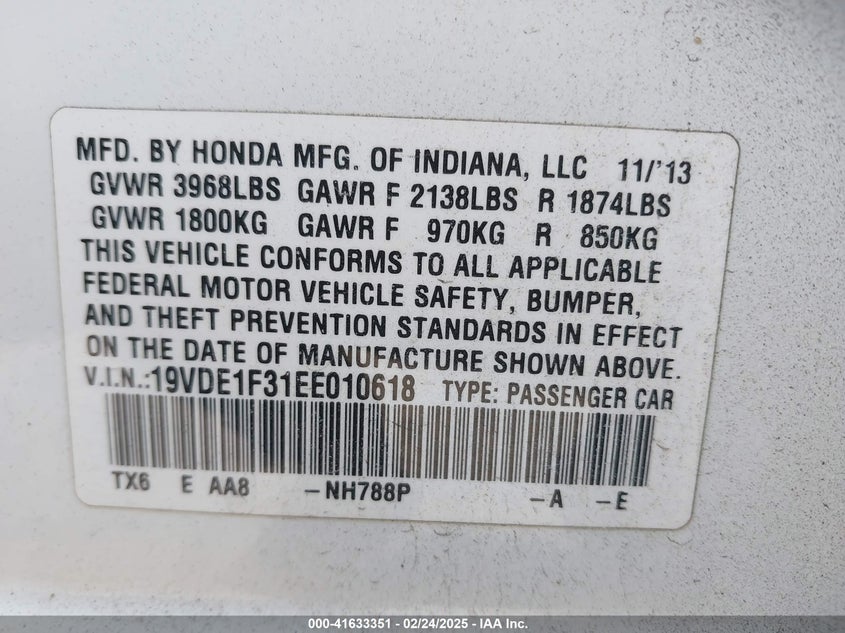 MFD. BY HONDA MFG. OF INDIANA, LLC 11/'13
GVWR 3968LBS GAWR F 2138LBS R 1874LBS
GVWR 1800KG GAWR F 970KG R 850KG
THIS VEHICLE CONFORMS TO ALL APPLICABLE
FEDERAL MOTOR VEHICLE SAFETY, BUMPER,
AND THEFT PREVENTION STANDARDS IN EFFECT
ON THE DATE OF MANUFACTURE SHOWN ABOVE.
V.I.N.:19VDE1F31EE010618 TYPE: PASSENGER CAR
TX6 E AA8 -NH788P -A -E
000-41633351 - 02/24/2025 - IAA Inc.